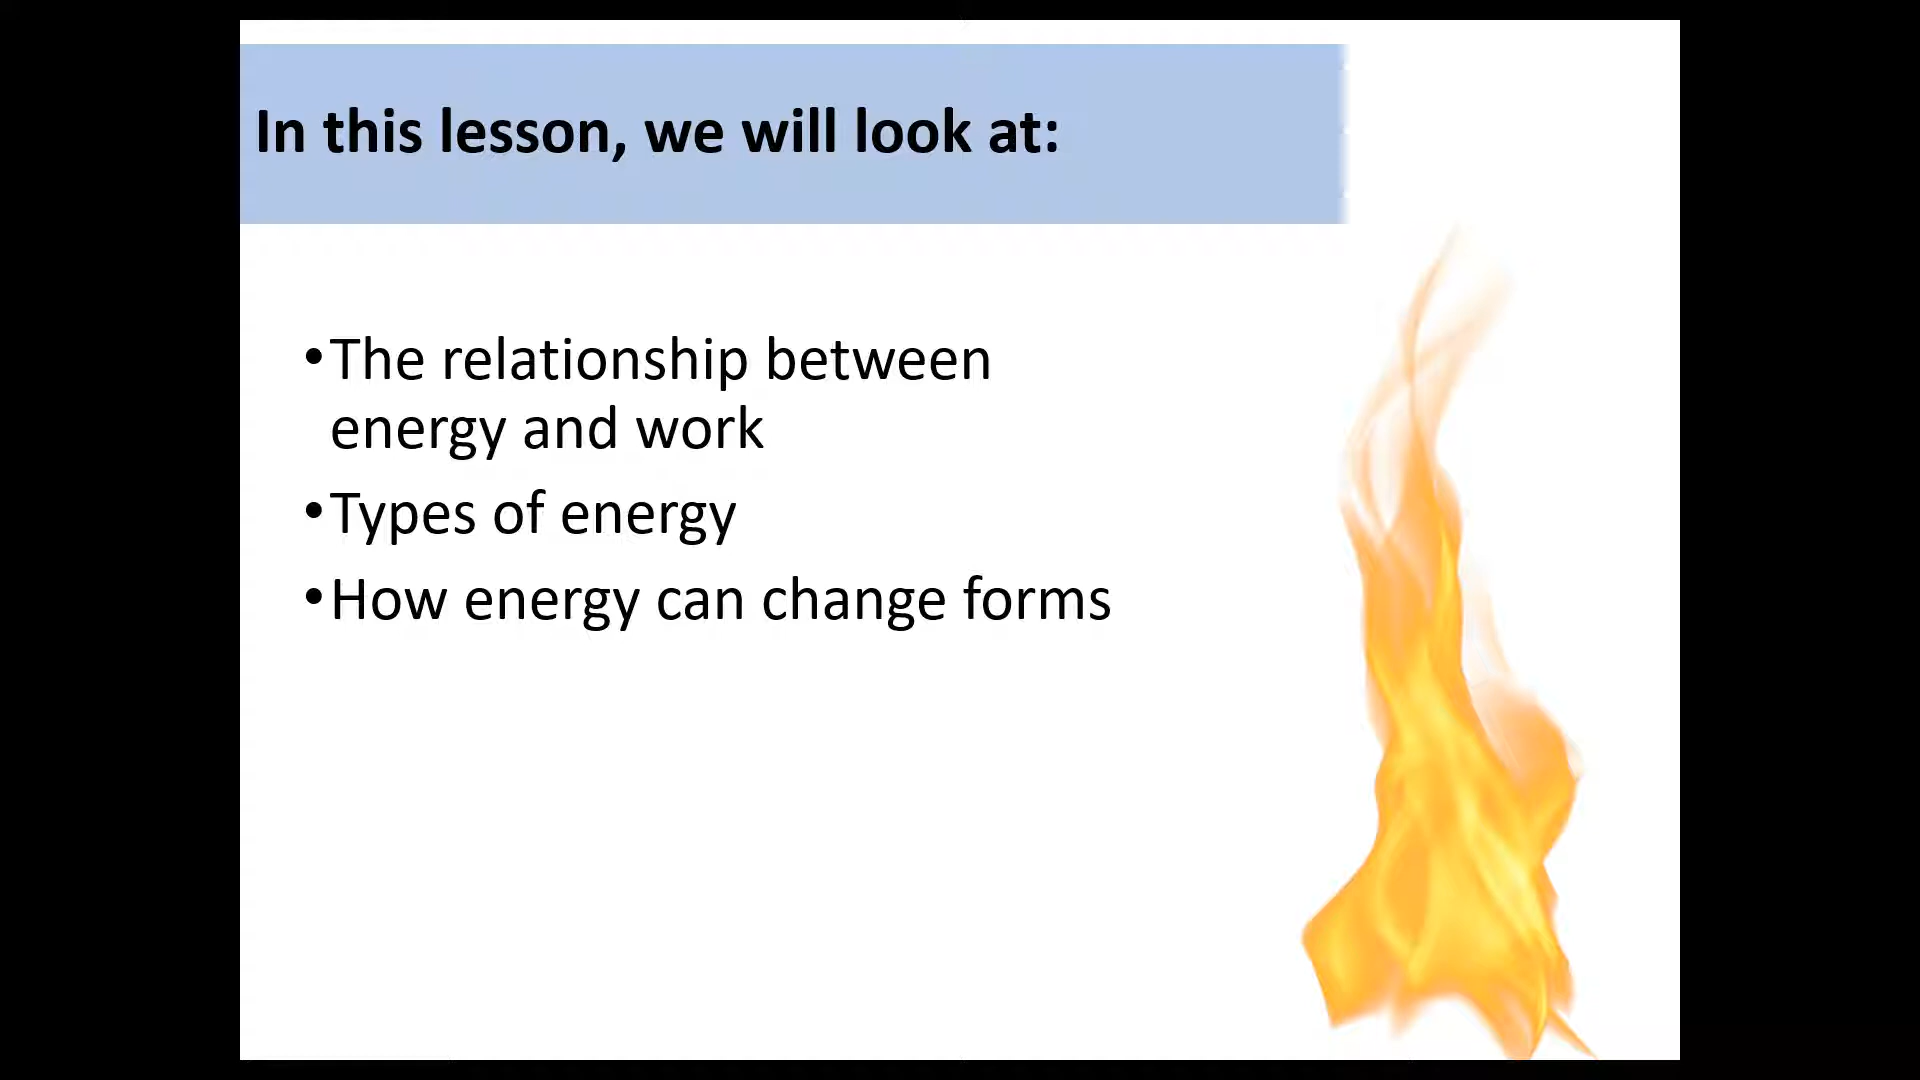 In this lesson, we will look at:
•The relationship between
energy and work
•Types of energy
•How energy can change forms